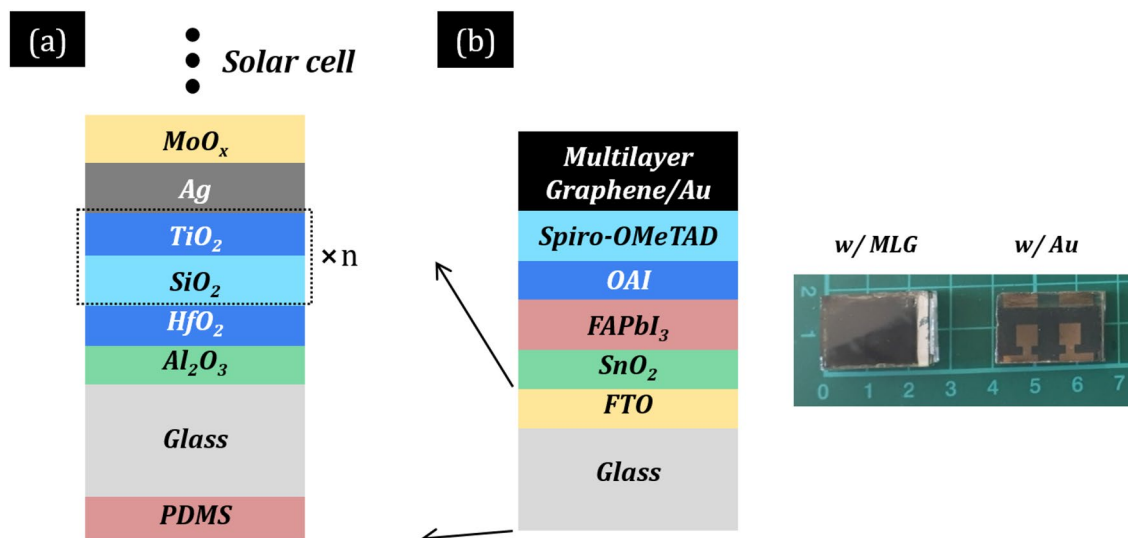 (a)
Solar cell
MoOₓ
Ag
TiO₂
SiO₂
×n
HfO₂
Al₂O₃
Glass
PDMS
(b)
Multilayer
Graphene/Au
Spiro-OMeTAD
OAI
FAPbI₃
SnO₂
FTO
Glass
w/ MLG
w/ Au
2
1
0 1 2 3 4 5 6 7